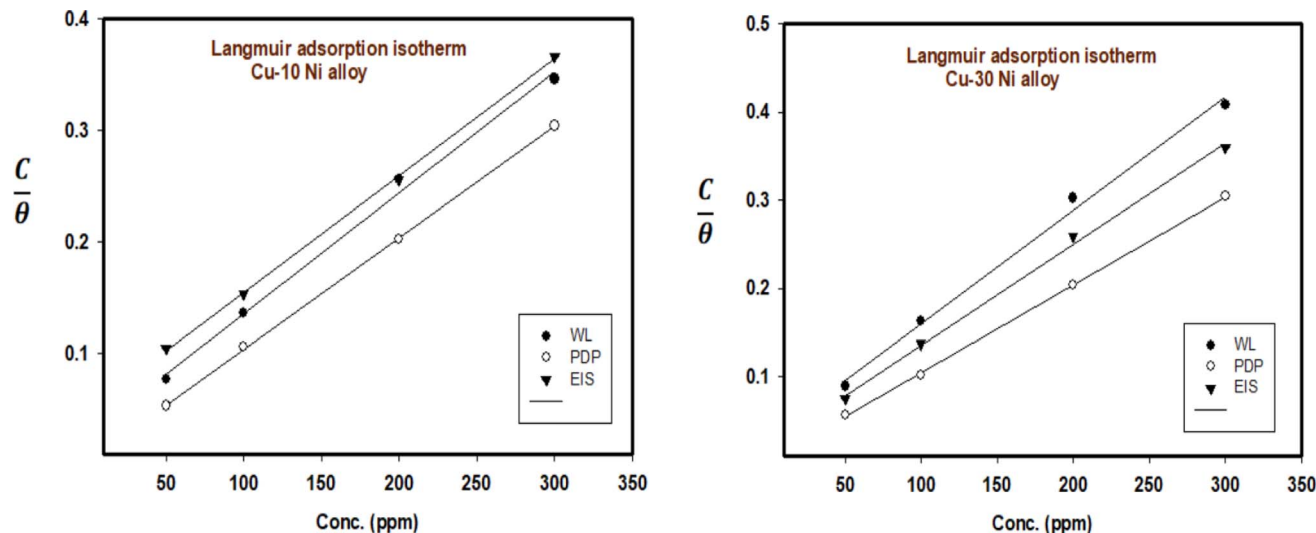 Langmuir adsorption isotherm
Cu-10 Ni alloy
C
θ
0.4
0.3
0.2
0.1
50
100
150
200
250
300
350
Conc. (ppm)
WL
PDP
EIS
Langmuir adsorption isotherm
Cu-30 Ni alloy
C
θ
0.5
0.4
0.3
0.2
0.1
50
100
150
200
250
300
350
Conc. (ppm)
WL
PDP
EIS